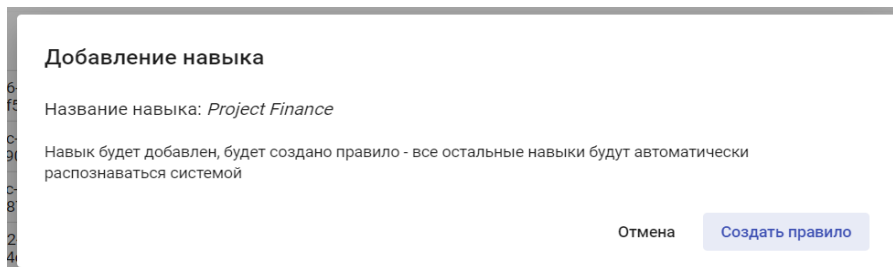 Добавление навыка
Название навыка: Project Finance
Навык будет добавлен, будет создано правило - все остальные навыки будут автоматически
распознаваться системой
Отмена Создать правило